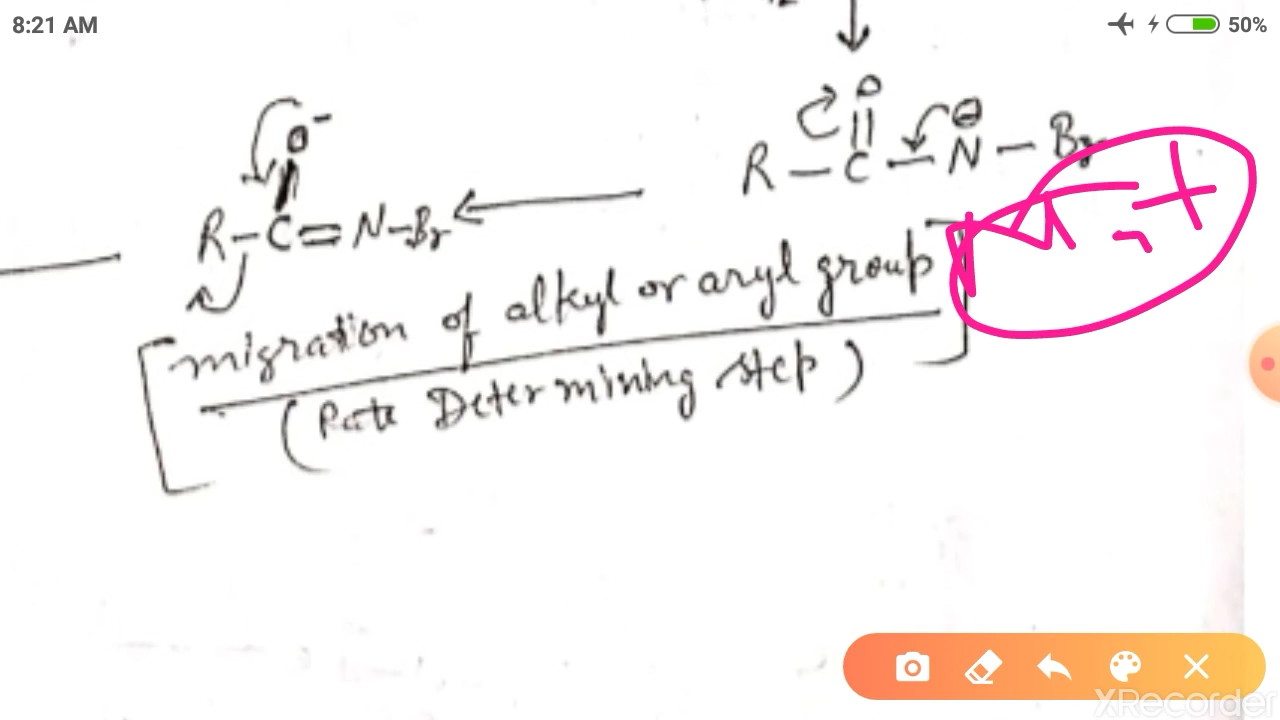 8:21 AM
50%
O
R – C – N – Br
⊖
O⁻
R – C = N – Br
[migration of alkyl or aryl group]
(Rate Determining step)
XRecorder